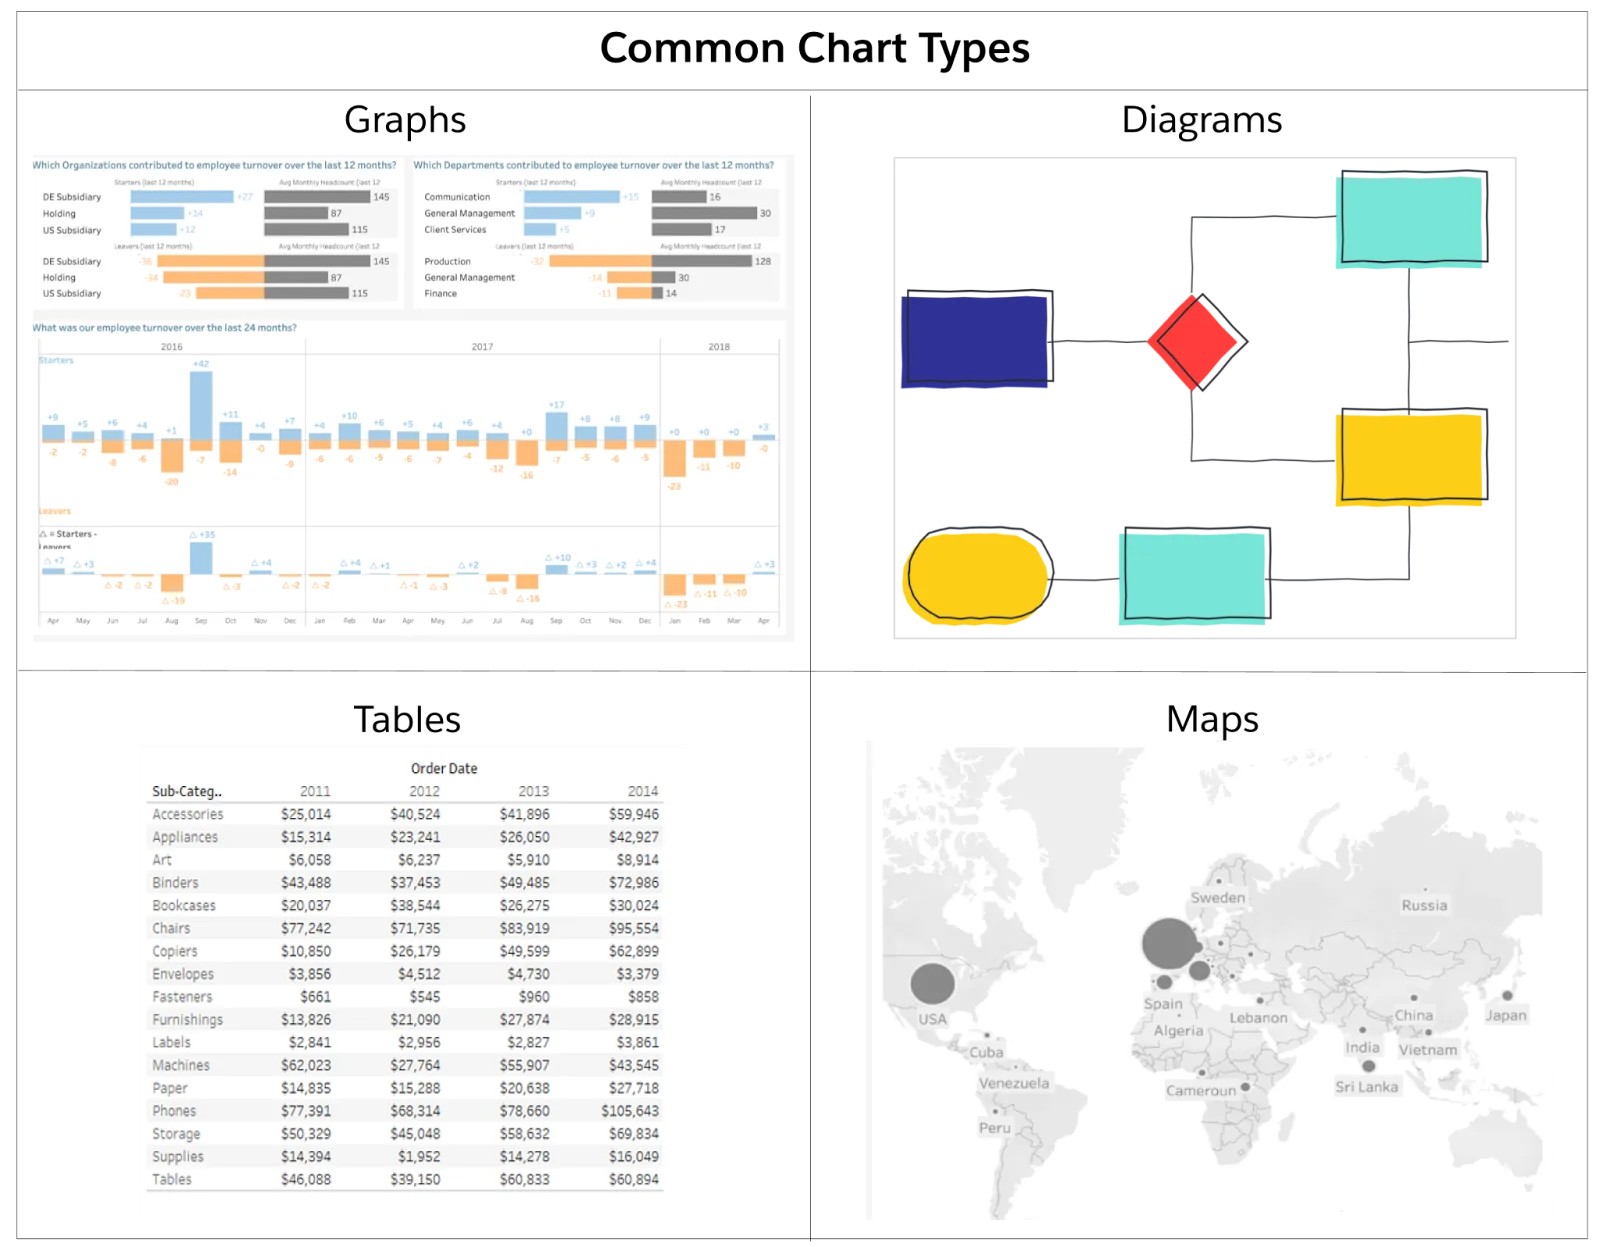 Common Chart Types
Graphs
Which Organizations contributed to employee turnover over the last 12 months?
Starters (last 12 months) Avg Monthly Headcount (last 12
DE Subsidiary +27 145
Holding +14 87
US Subsidiary +12 115
Leavers (last 12 months) Avg Monthly Headcount (last 12
DE Subsidiary -36 145
Holding -34 87
US Subsidiary -23 115
Which Departments contributed to employee turnover over the last 12 months?
Starters (last 12 months) Avg Monthly Headcount (last 12
Communication +15 16
General Management +9 30
Client Services +5 17
Leavers (last 12 months) Avg Monthly Headcount (last 12
Production -32 128
General Management -14 30
Finance -11 14
What was our employee turnover over the last 24 months?
2016 2017 2018
Starters
+9 +5 +6 +4 +1 +42 +11 +4 +7 +4 +10 +6 +5 +4 +6 +4 +0 +17 +8 +8 +9 +0 +0 +0 +3
-2 -2 -8 -6 -20 -7 -14 -0 -9 -6 -6 -5 -6 -7 -4 -12 -16 -7 -5 -6 -5 -23 -11 -10 -0
Leavers
△ = Starters -
Leavers
△ +7 △ +3 △ -2 △ -2 △ -19 △ +35 △ -3 △ +4 △ -2 △ -2 △ +4 △ +1 △ -1 △ -3 △ +2 △ -8 △ -16 △ +10 △ +3 △ +2 △ +4 △ -23 △ -11 △ -10 △ +3
Apr May Jun Jul Aug Sep Oct Nov Dec Jan Feb Mar Apr May Jun Jul Aug Sep Oct Nov Dec Jan Feb Mar Apr
Diagrams
Tables
Order Date
Sub-Categ.. 2011 2012 2013 2014
Accessories $25,014 $40,524 $41,896 $59,946
Appliances $15,314 $23,241 $26,050 $42,927
Art $6,058 $6,237 $5,910 $8,914
Binders $43,488 $37,453 $49,485 $72,986
Bookcases $20,037 $38,544 $26,275 $30,024
Chairs $77,242 $71,735 $83,919 $95,554
Copiers $10,850 $26,179 $49,599 $62,899
Envelopes $3,856 $4,512 $4,730 $3,379
Fasteners $661 $545 $960 $858
Furnishings $13,826 $21,090 $27,874 $28,915
Labels $2,841 $2,956 $2,827 $3,861
Machines $62,023 $27,764 $55,907 $43,545
Paper $14,835 $15,288 $20,638 $27,718
Phones $77,391 $68,314 $78,660 $105,643
Storage $50,329 $45,048 $58,632 $69,834
Supplies $14,394 $1,952 $14,278 $16,049
Tables $46,088 $39,150 $60,833 $60,894
Maps
Sweden
Russia
Spain
USA
Algeria
Lebanon
China
Japan
Cuba
India
Vietnam
Venezuela
Cameroun
Sri Lanka
Peru